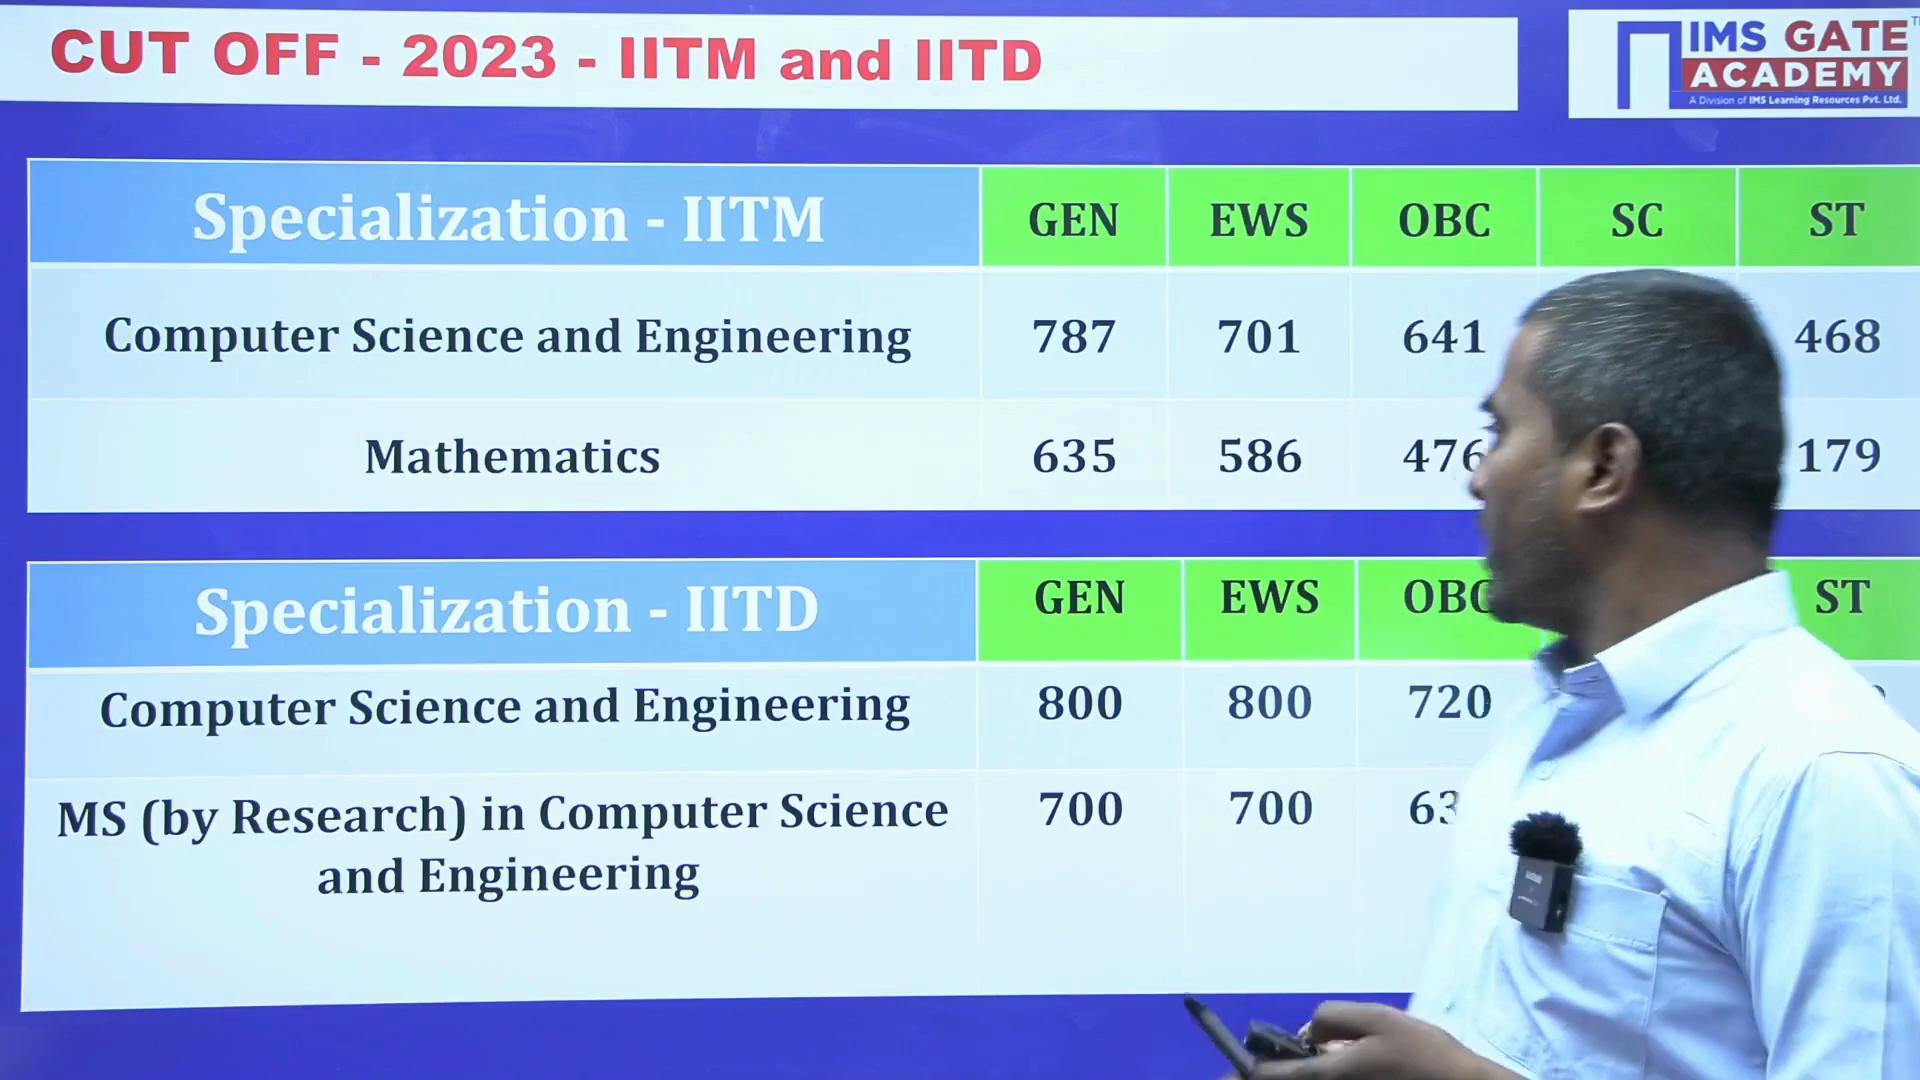 CUT OFF - 2023 - IITM and IITD
IMS GATE
ACADEMY
A Division of IMS Learning Resources Pvt. Ltd.
Specialization - IITM GEN EWS OBC SC ST
Computer Science and Engineering 787 701 641 468
Mathematics 635 586 476 179
Specialization - IITD GEN EWS OBC ST
Computer Science and Engineering 800 800 720
MS (by Research) in Computer Science 700 700
and Engineering